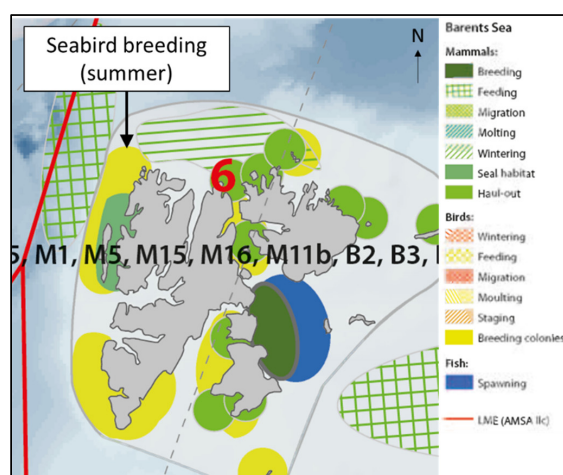 Seabird breeding
(summer)
N
6
5, M1, M5, M15, M16, M11b, B2, B3,
Barents Sea
Mammals:
Breeding
Feeding
Migration
Molting
Wintering
Seal habitat
Haul-out
Birds:
Wintering
Feeding
Migration
Moulting
Staging
Breeding colonies
Fish:
Spawning
LME (AMSA IIc)